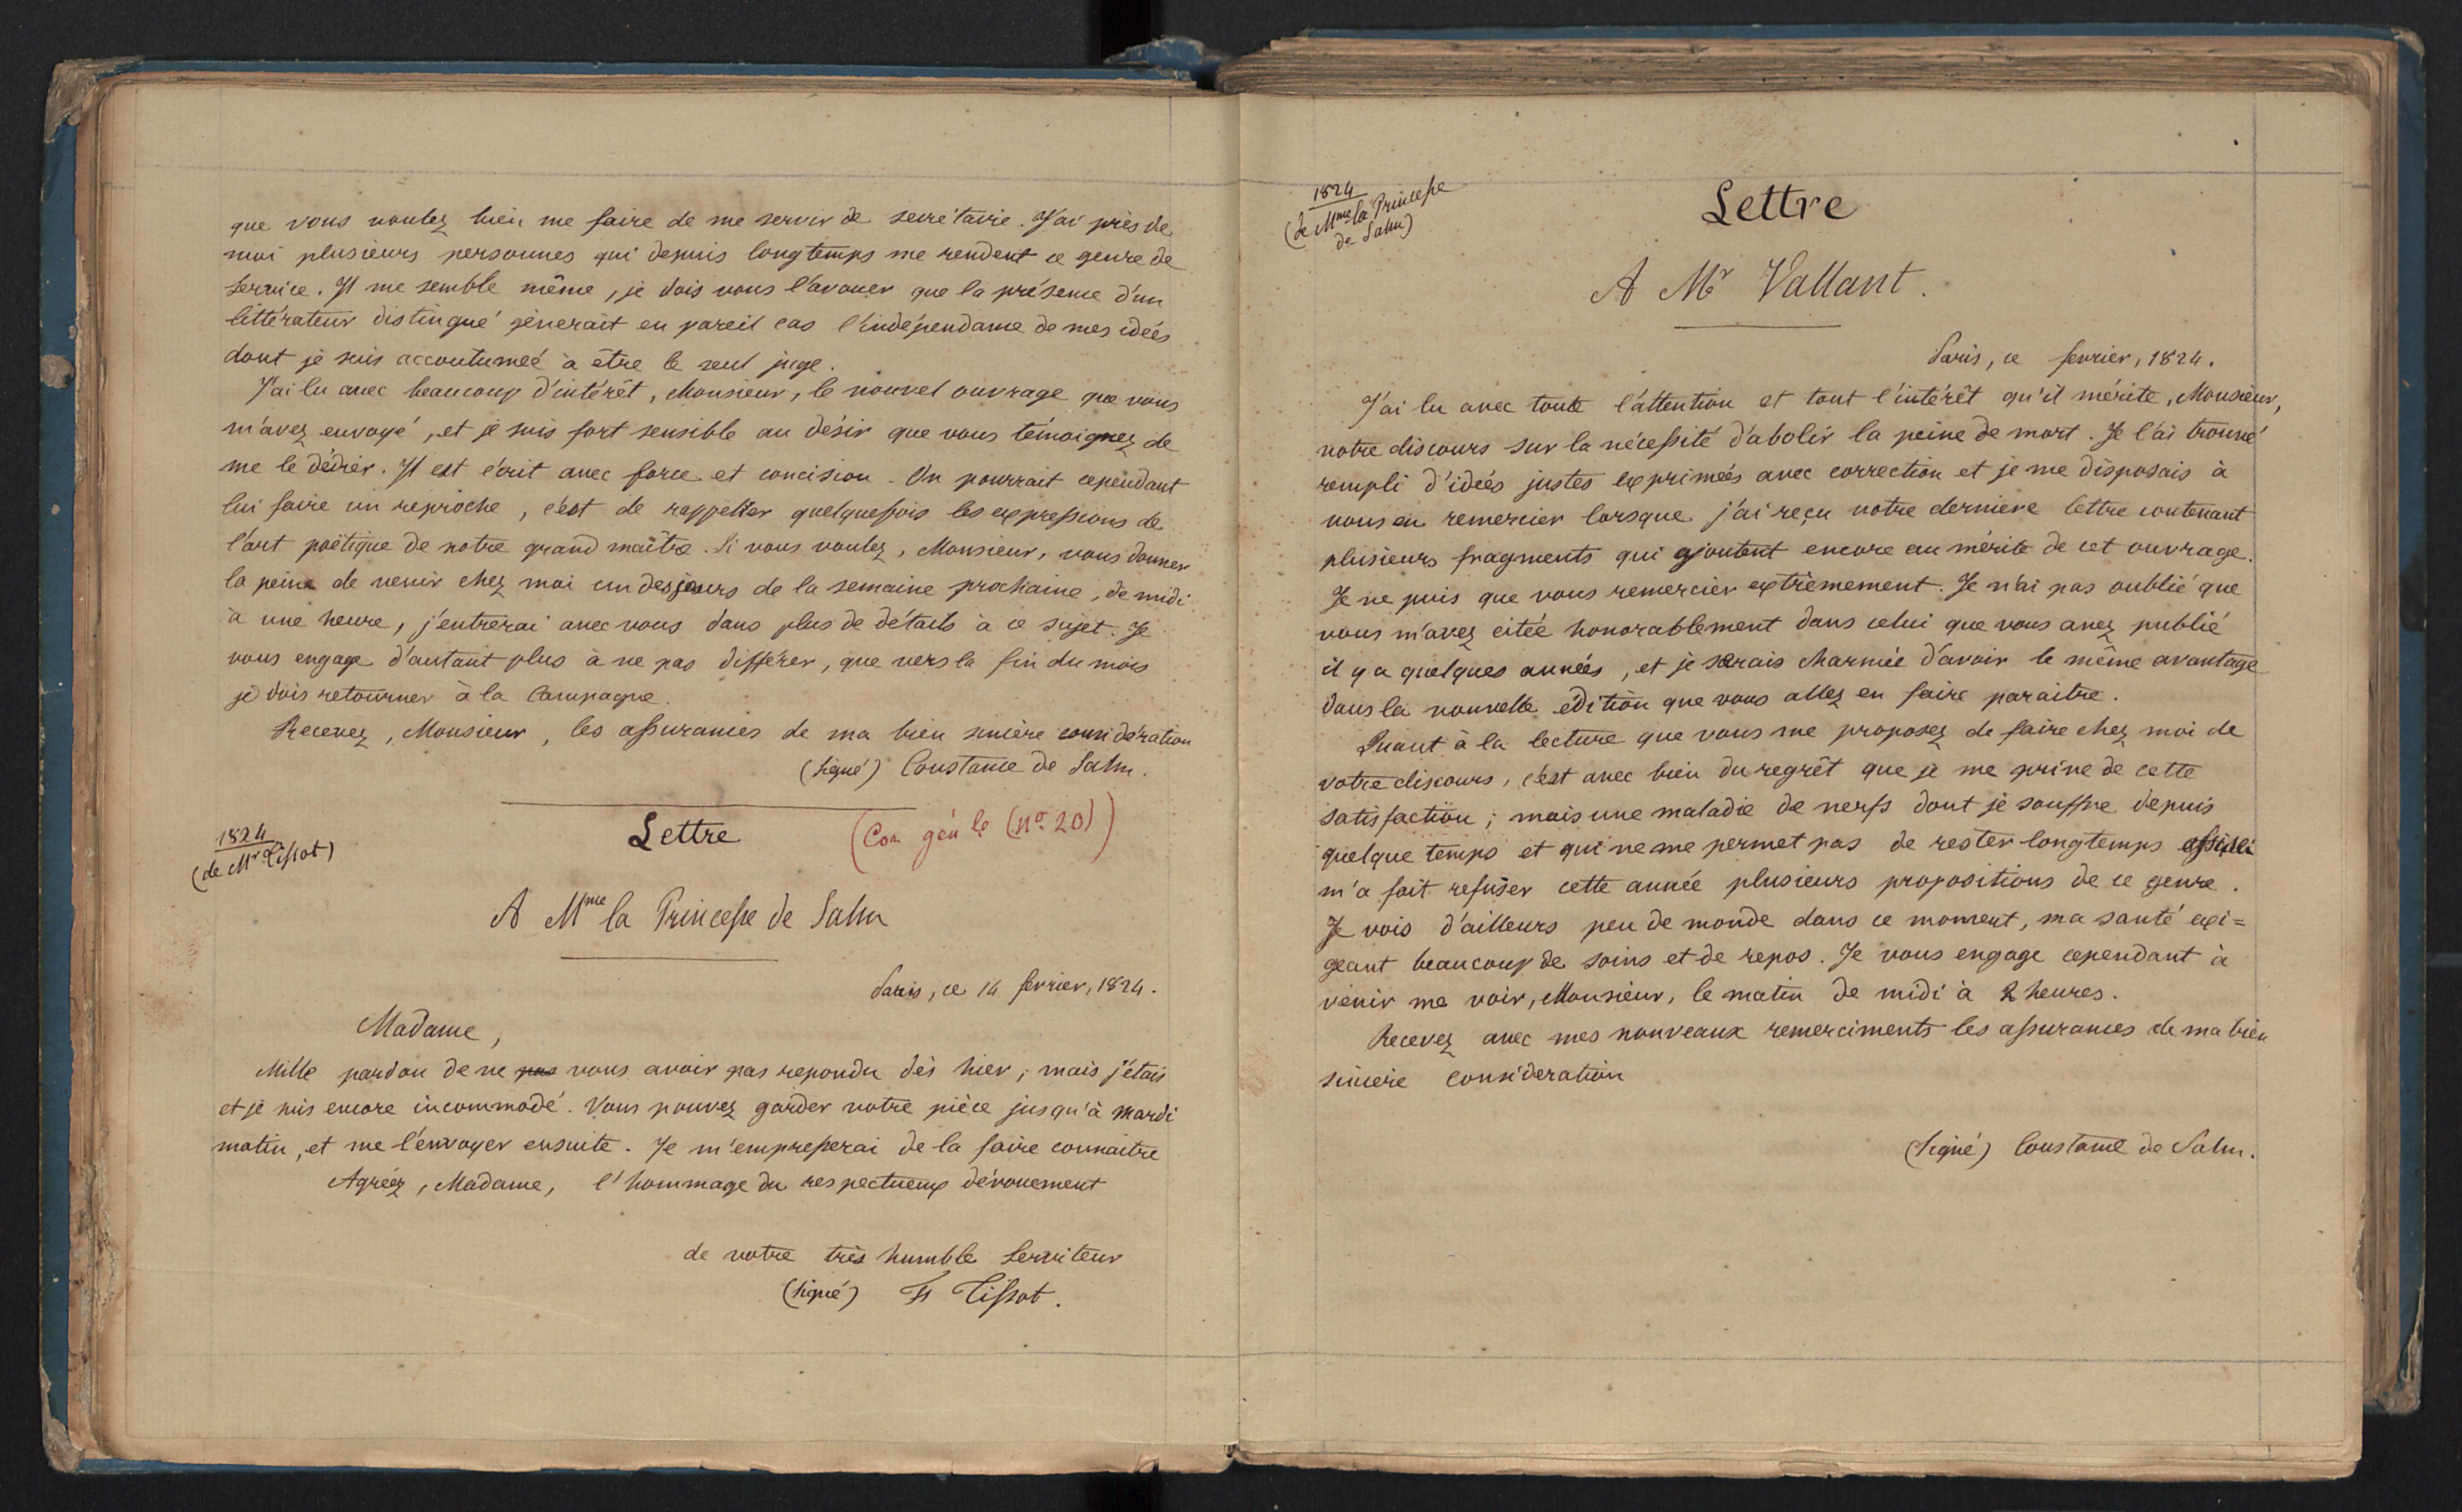 que vous voulez bien me faire de me servir de secrétaire. J'ai près de
moi plusieurs personnes qui depuis longtemps me rendent ce genre de
service. Il me semble même, je dois vous l'avouer que la présence d'un
littérateur distingué gênerait en pareil cas l'indépendance de mes idées
dont je suis accoutumée à être le seul juge.
J'ai lu avec beaucoup d'intérêt, Monsieur, le nouvel ouvrage que vous
m'avez envoyé, et je suis fort sensible au désir que vous témoignez de
me le dédier. Il est écrit avec force et concision. On pourrait cependant
lui faire un reproche, c'est de rappeller quelquefois les expressions de
l'art poëtique de notre grand maître. Si vous voulez, Monsieur, vous donner
la peine de venir chez moi un des jours de la semaine prochaine, de midi
à une heure, j'entrerai avec vous dans plus de détails à ce sujet. Je
vous engage d'autant plus à ne pas différer, que vers la fin du mois
je dois retourner à la Campagne.
Recevez, Monsieur, les assurances de ma bien sincère considération
(Signé) Constance de Salm.
1824
(de Mr Tissot)
Lettre
(Cor. génle (no. 20))
A Mme la Princesse de Salm
Paris, ce 14 fevrier, 1824.
Madame,
Mille pardon de ne pas vous avoir pas repondu dès hier; mais j'étais
et je suis encore incommodé. Vous pouvez garder votre pièce jusqu'à mardi
matin, et me l'envoyer ensuite. Je m'empresserai de la faire connaitre
Agréez, Madame, l'hommage du respectueux dévouement
de votre très humble serviteur
(Signé) Tissot.
1824
(de Mme la Princesse
de Salm)
Lettre
A Mr Vallant.
Paris, ce fevrier, 1824.
J'ai lu avec toute l'attention et tout l'intérêt qu'il mérite, Monsieur,
votre discours sur la nécessité d'abolir la peine de mort. Je l'ai trouvé
rempli d'idées justes exprimées avec correction et je me disposais à
vous en remercier lorsque j'ai reçu votre derniere lettre contenant
plusieurs fragments qui ajoutent encore au mérite de cet ouvrage.
Je ne puis que vous remercier extrêmement. Je n'ai pas oublié que
vous m'avez citée honorablement dans celui que vous avez publié
il y a quelques années, et je serais charmée d'avoir le même avantage
dans la nouvelle édition que vous allez en faire paraitre.
Quant à la lecture que vous me proposez de faire chez moi de
votre discours, c'est avec bien du regrêt que je me prive de cette
satisfaction; mais une maladie de nerfs dont je souffre depuis
quelque temps et qui ne me permet pas de rester longtemps
m'a fait refuser cette année plusieurs propositions de ce genre.
Je vois d'ailleurs peu de monde dans ce moment, ma santé exi=
geant beaucoup de soins et de repos. Je vous engage cependant à
venir me voir, Monsieur, le matin de midi à 2 heures.
Recevez avec mes nouveaux remerciments les assurances de ma bien
sincere consideration
(Signé) Constance de Salm.